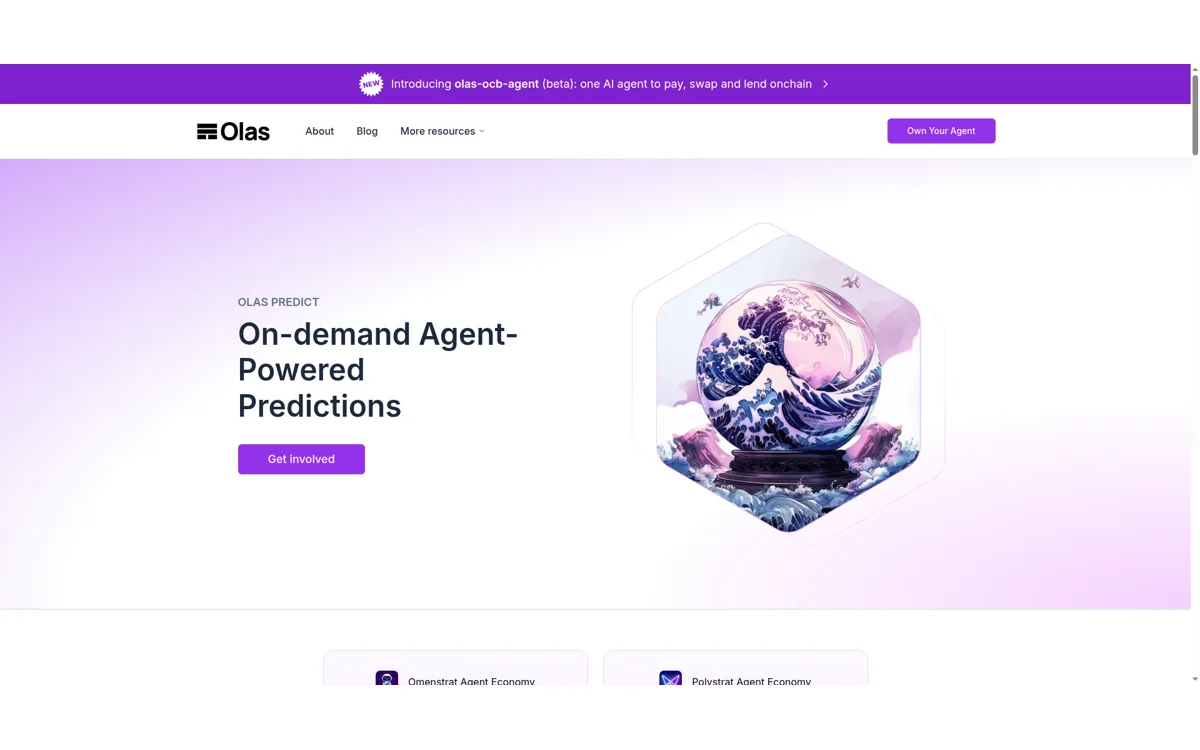 NEW
Introducing olas-ocb-agent (beta): one AI agent to pay, swap and lend onchain
Olas
About
Blog
More resources
Own Your Agent
OLAS PREDICT
On-demand Agent-
Powered
Predictions
Get involved
Omenstrat Agent Economy
Polystrat Agent Economy